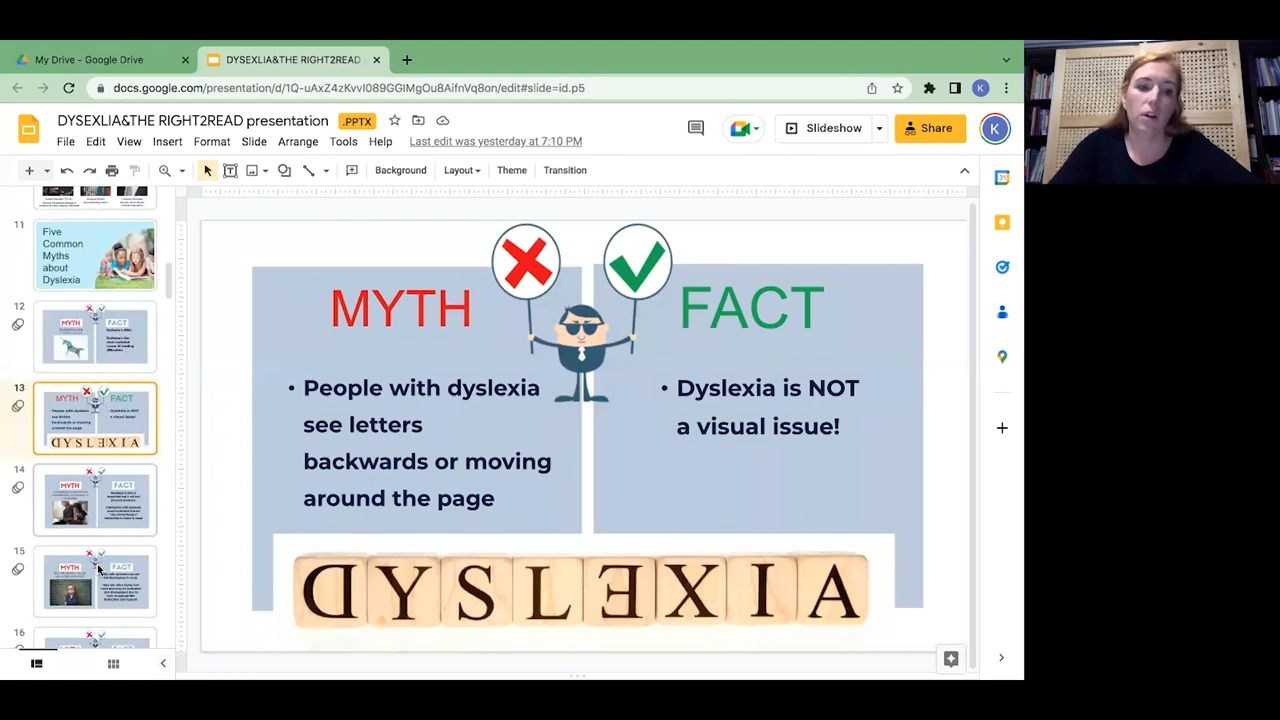 My Drive - Google Drive
DYSEXLIA&THE RIGHT2READ
docs.google.com/presentation/d/1Q-uAxZ4zKvvI089GGIMgOu8AifnVq8on/edit#slide=id.p5
K
DYSEXLIA&THE RIGHT2READ presentation .PPTX
Slideshow
Share
K
File Edit View Insert Format Slide Arrange Tools Help Last edit was yesterday at 7:10 PM
Background Layout Theme Transition
11
Five
Common
Myths
about
Dyslexia
12
MYTH FACT
13
MYTH FACT
14
MYTH FACT
15
MYTH FACT
16
MYTH FACT
• People with dyslexia
see letters
backwards or moving
around the page
• Dyslexia is NOT
a visual issue!
DYSLEXIA